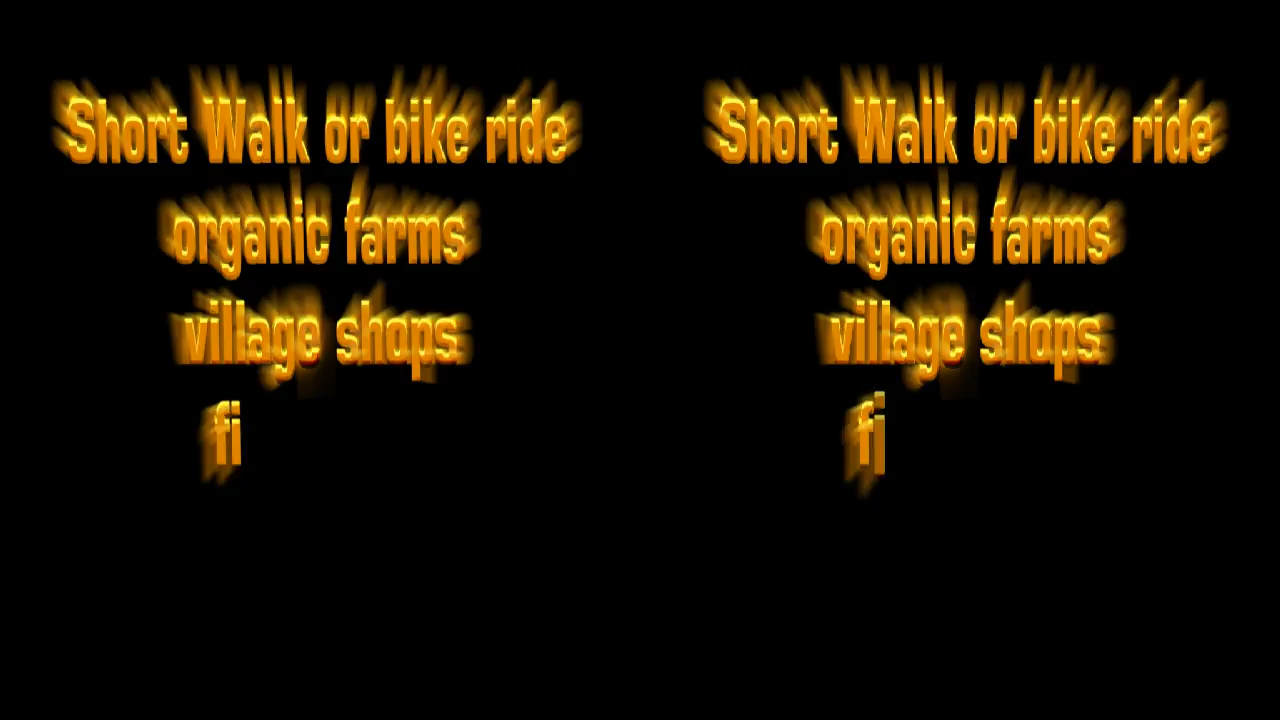 Short Walk or bike ride
organic farms
village shops
fi
Short Walk or bike ride
organic farms
village shops
fi